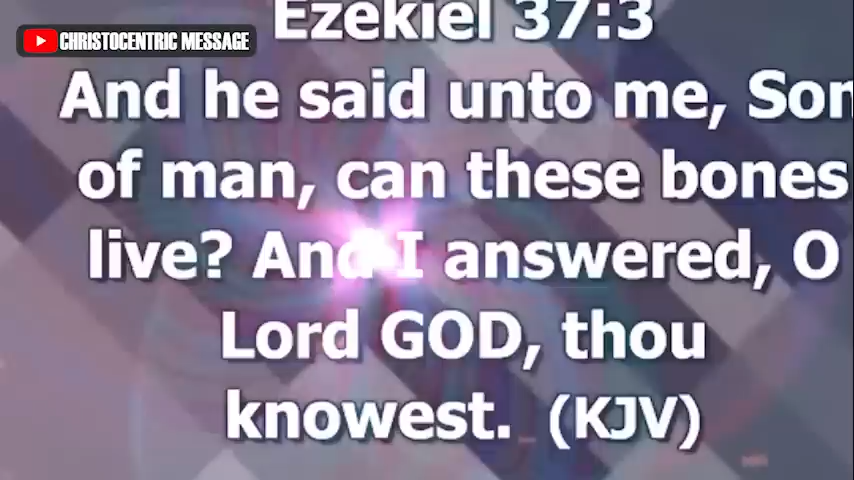 Ezekiel 37:3
CHRISTOCENTRIC MESSAGE
And he said unto me, Son
of man, can these bones
live? And I answered, O
Lord GOD, thou
knowest. (KJV)